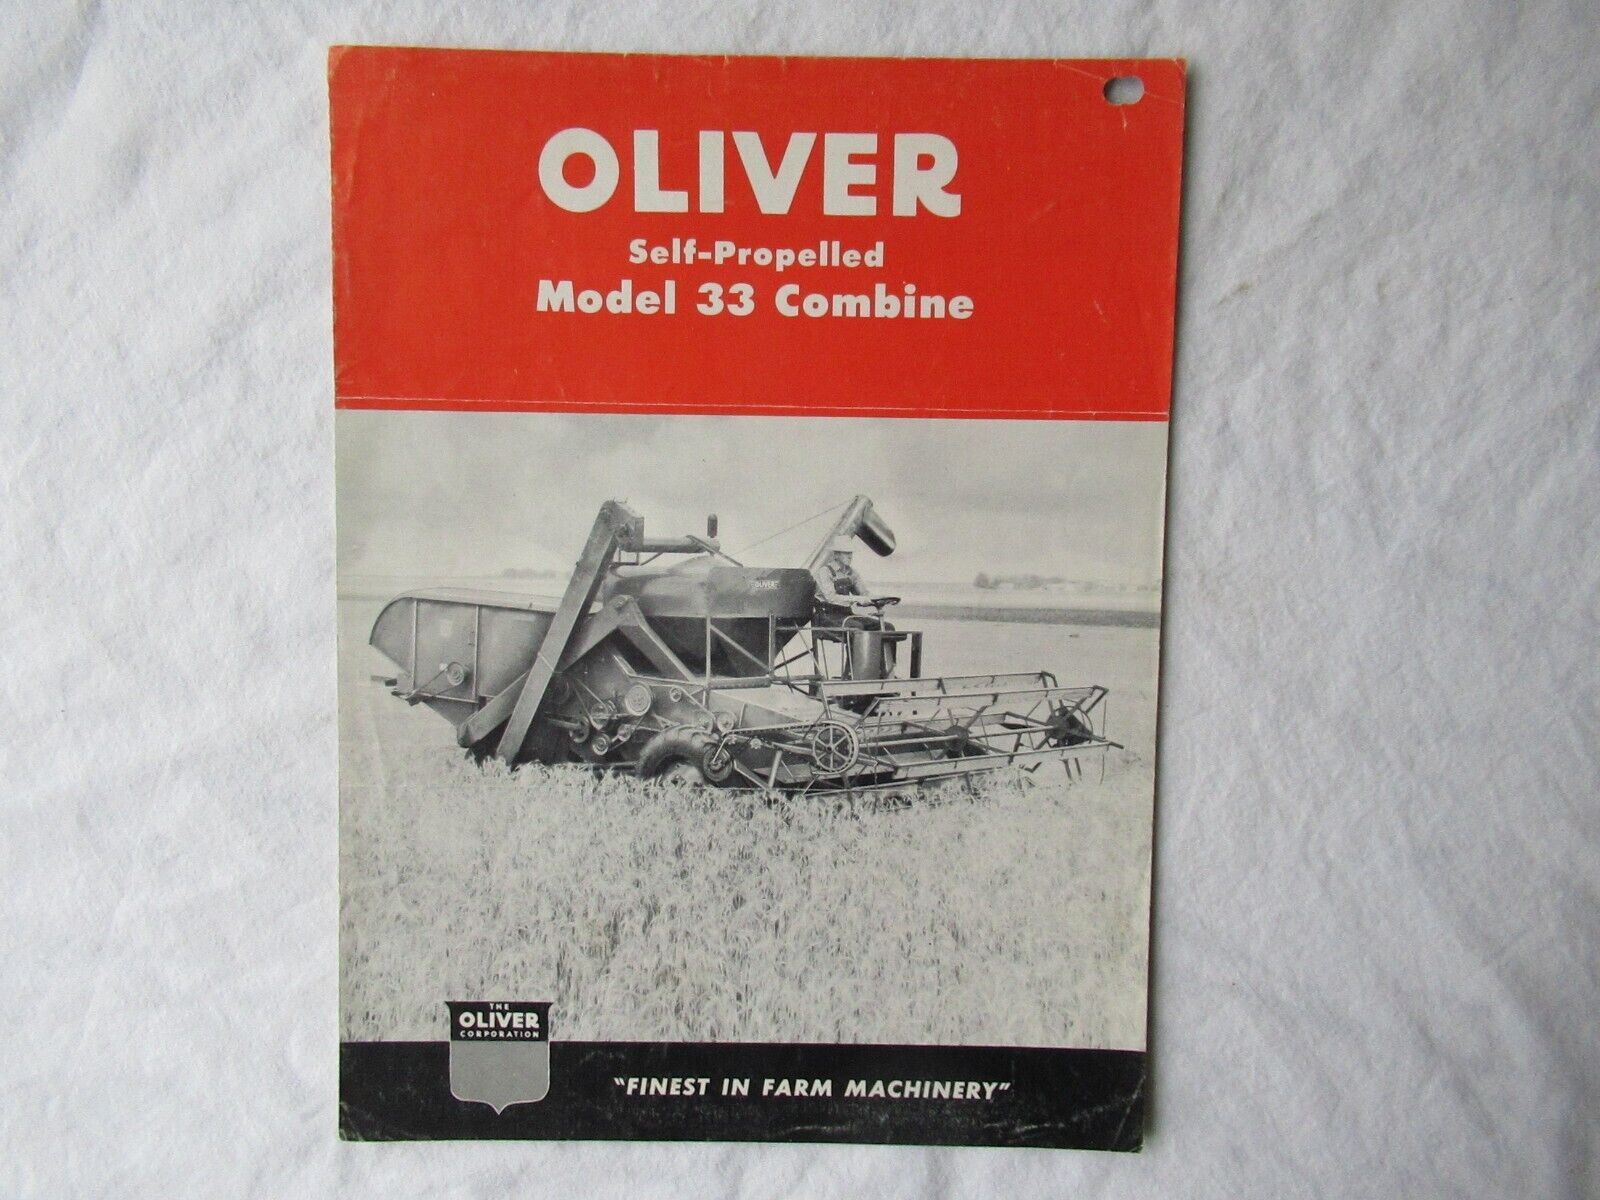 OLIVER
Self-Propelled
Model 33 Combine
OLIVER
THE
OLIVER
CORPORATION
"FINEST IN FARM MACHINERY"